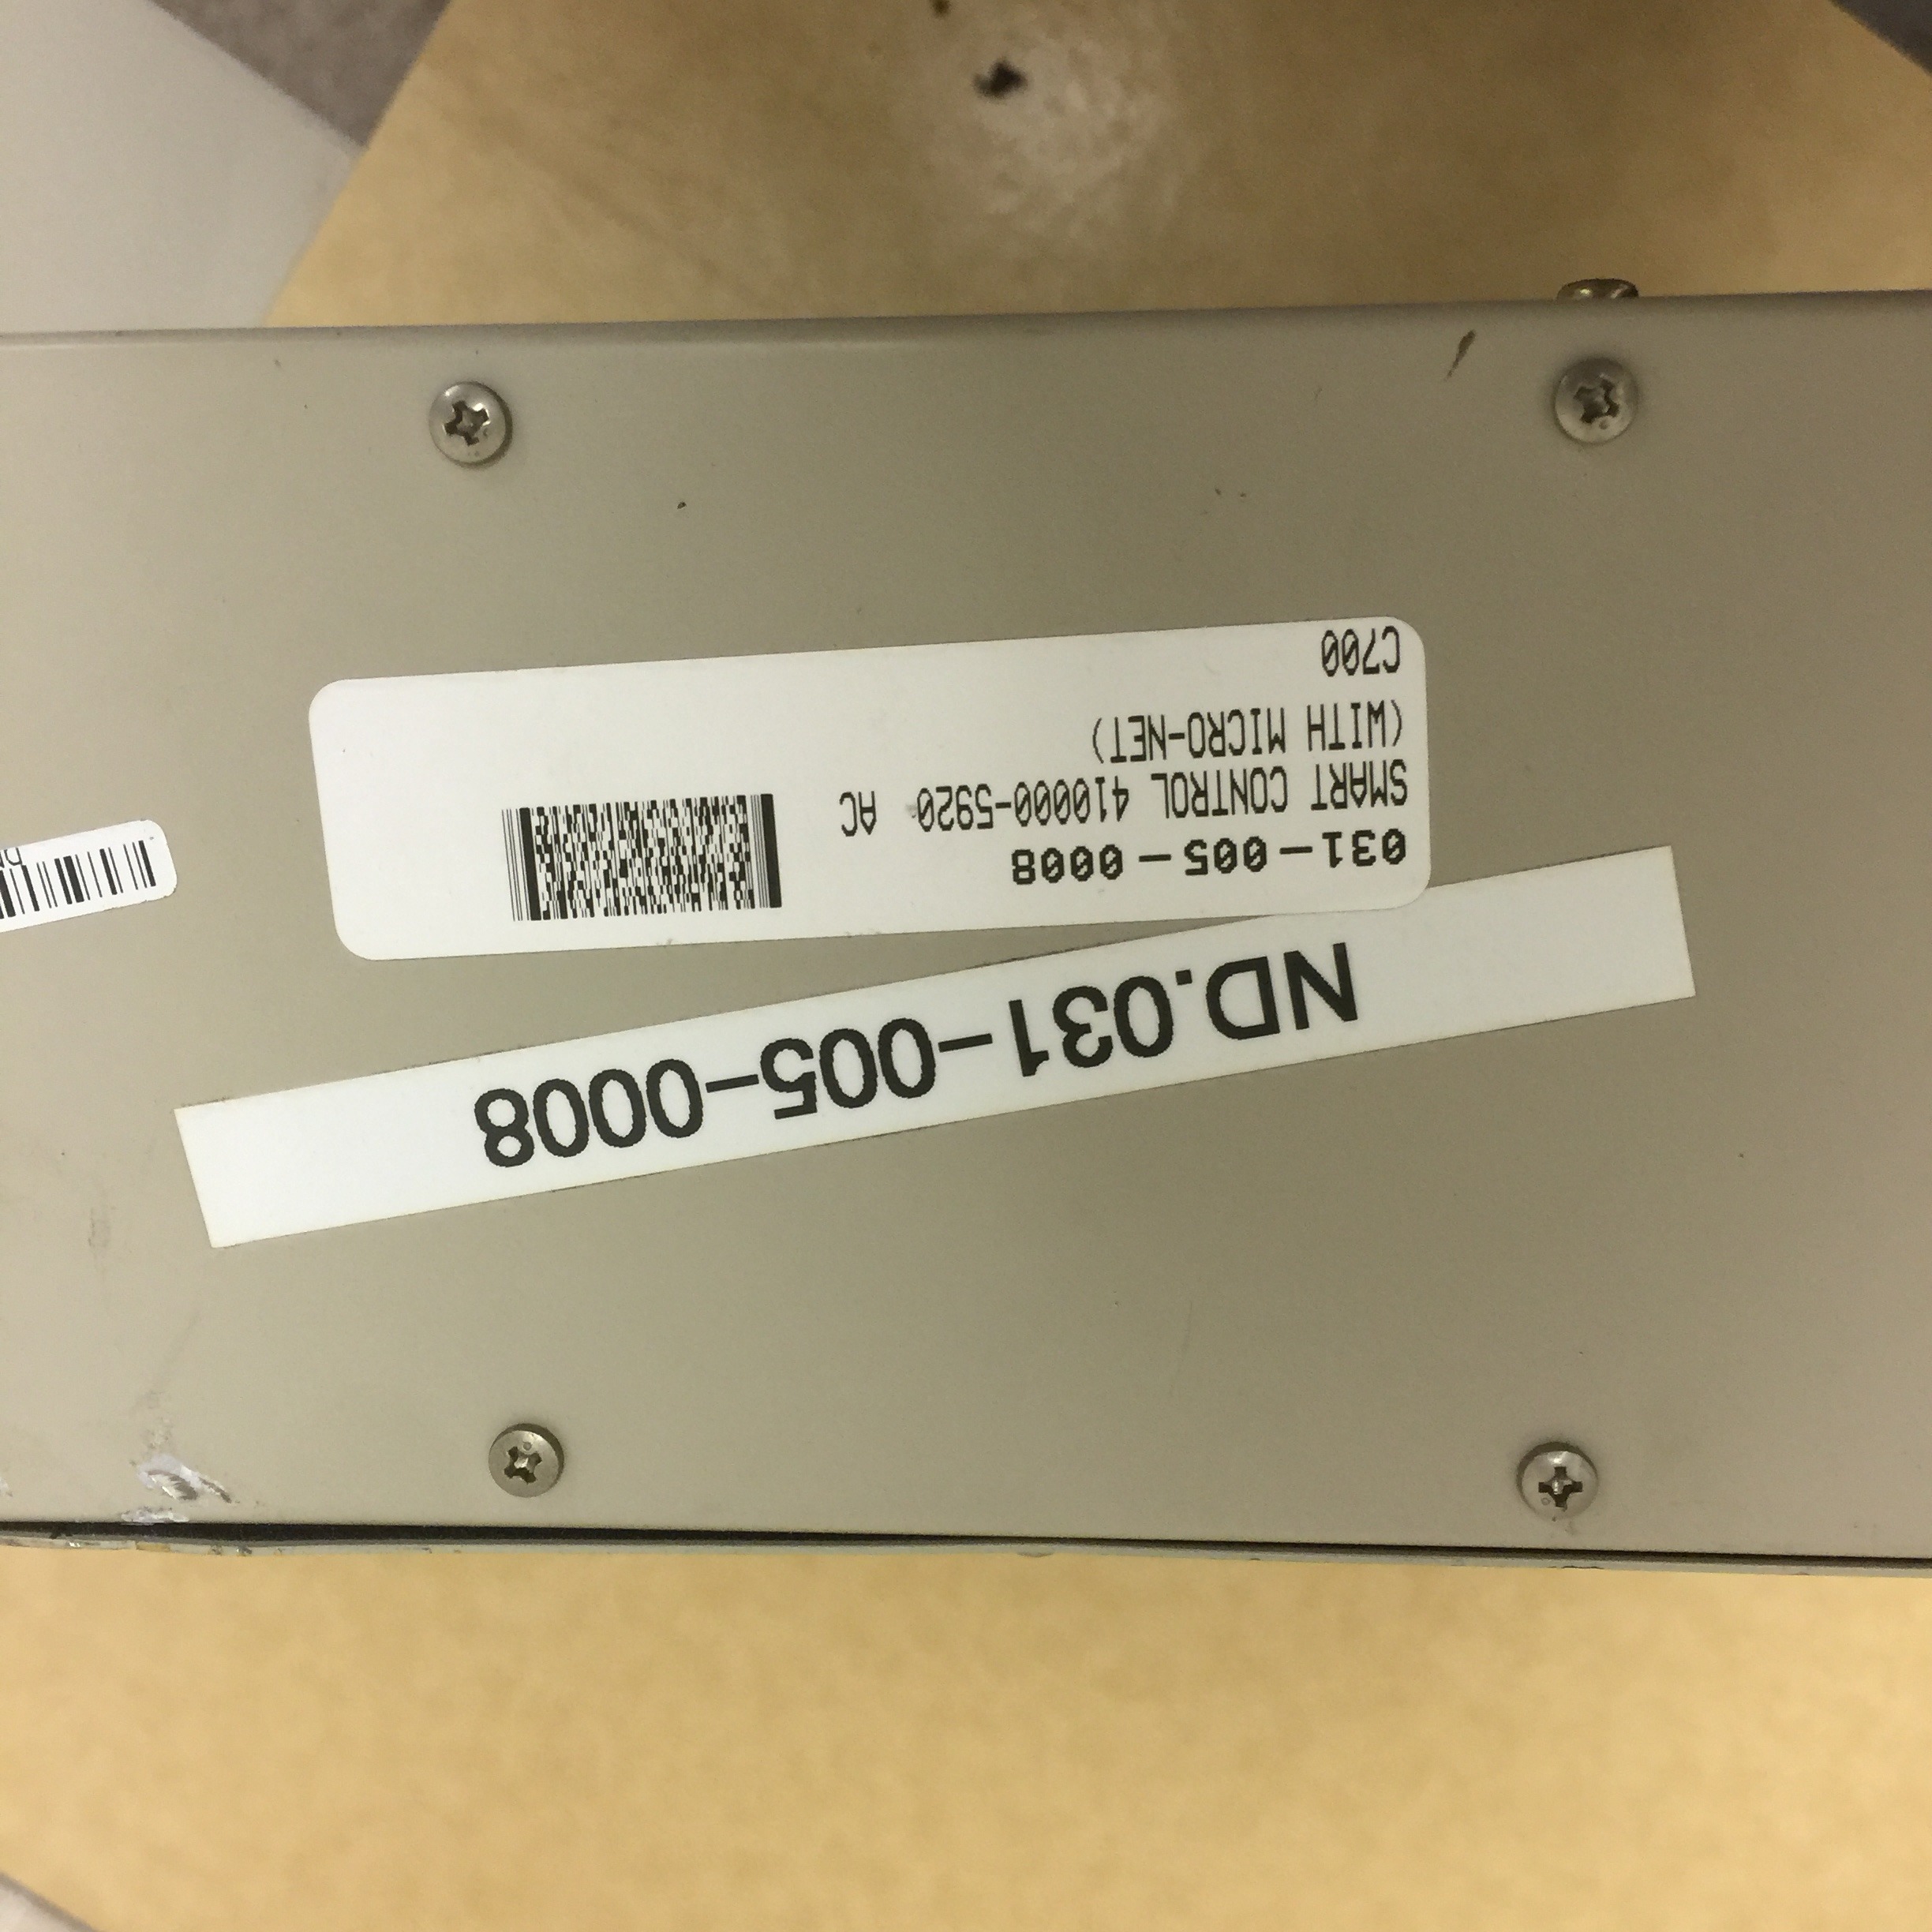 ND.031-005-0008
031-005-0008
SMART CONTROL 410000-5920 AC
(WITH MICRO-NET)
C700